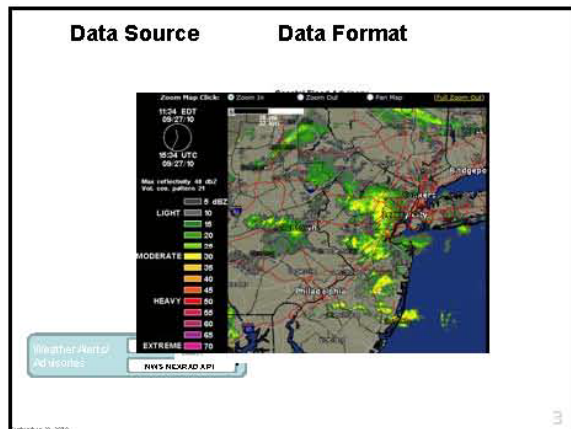 Data Source Data Format
Zoom Map Click: Zoom In Zoom Out Pan Map (Full Zoom Out)
11:34 EDT
09/27/10
15:34 UTC
09/27/10
Max reflectivity 48 dBZ
Vol. cov. pattern 21
5 dBZ
LIGHT 10
15
20
25
MODERATE 30
35
40
45
HEAVY 50
55
60
65
EXTREME 70
Philadelphia
Weather Alerts/
Advisories
NWS NEXRAD API
3